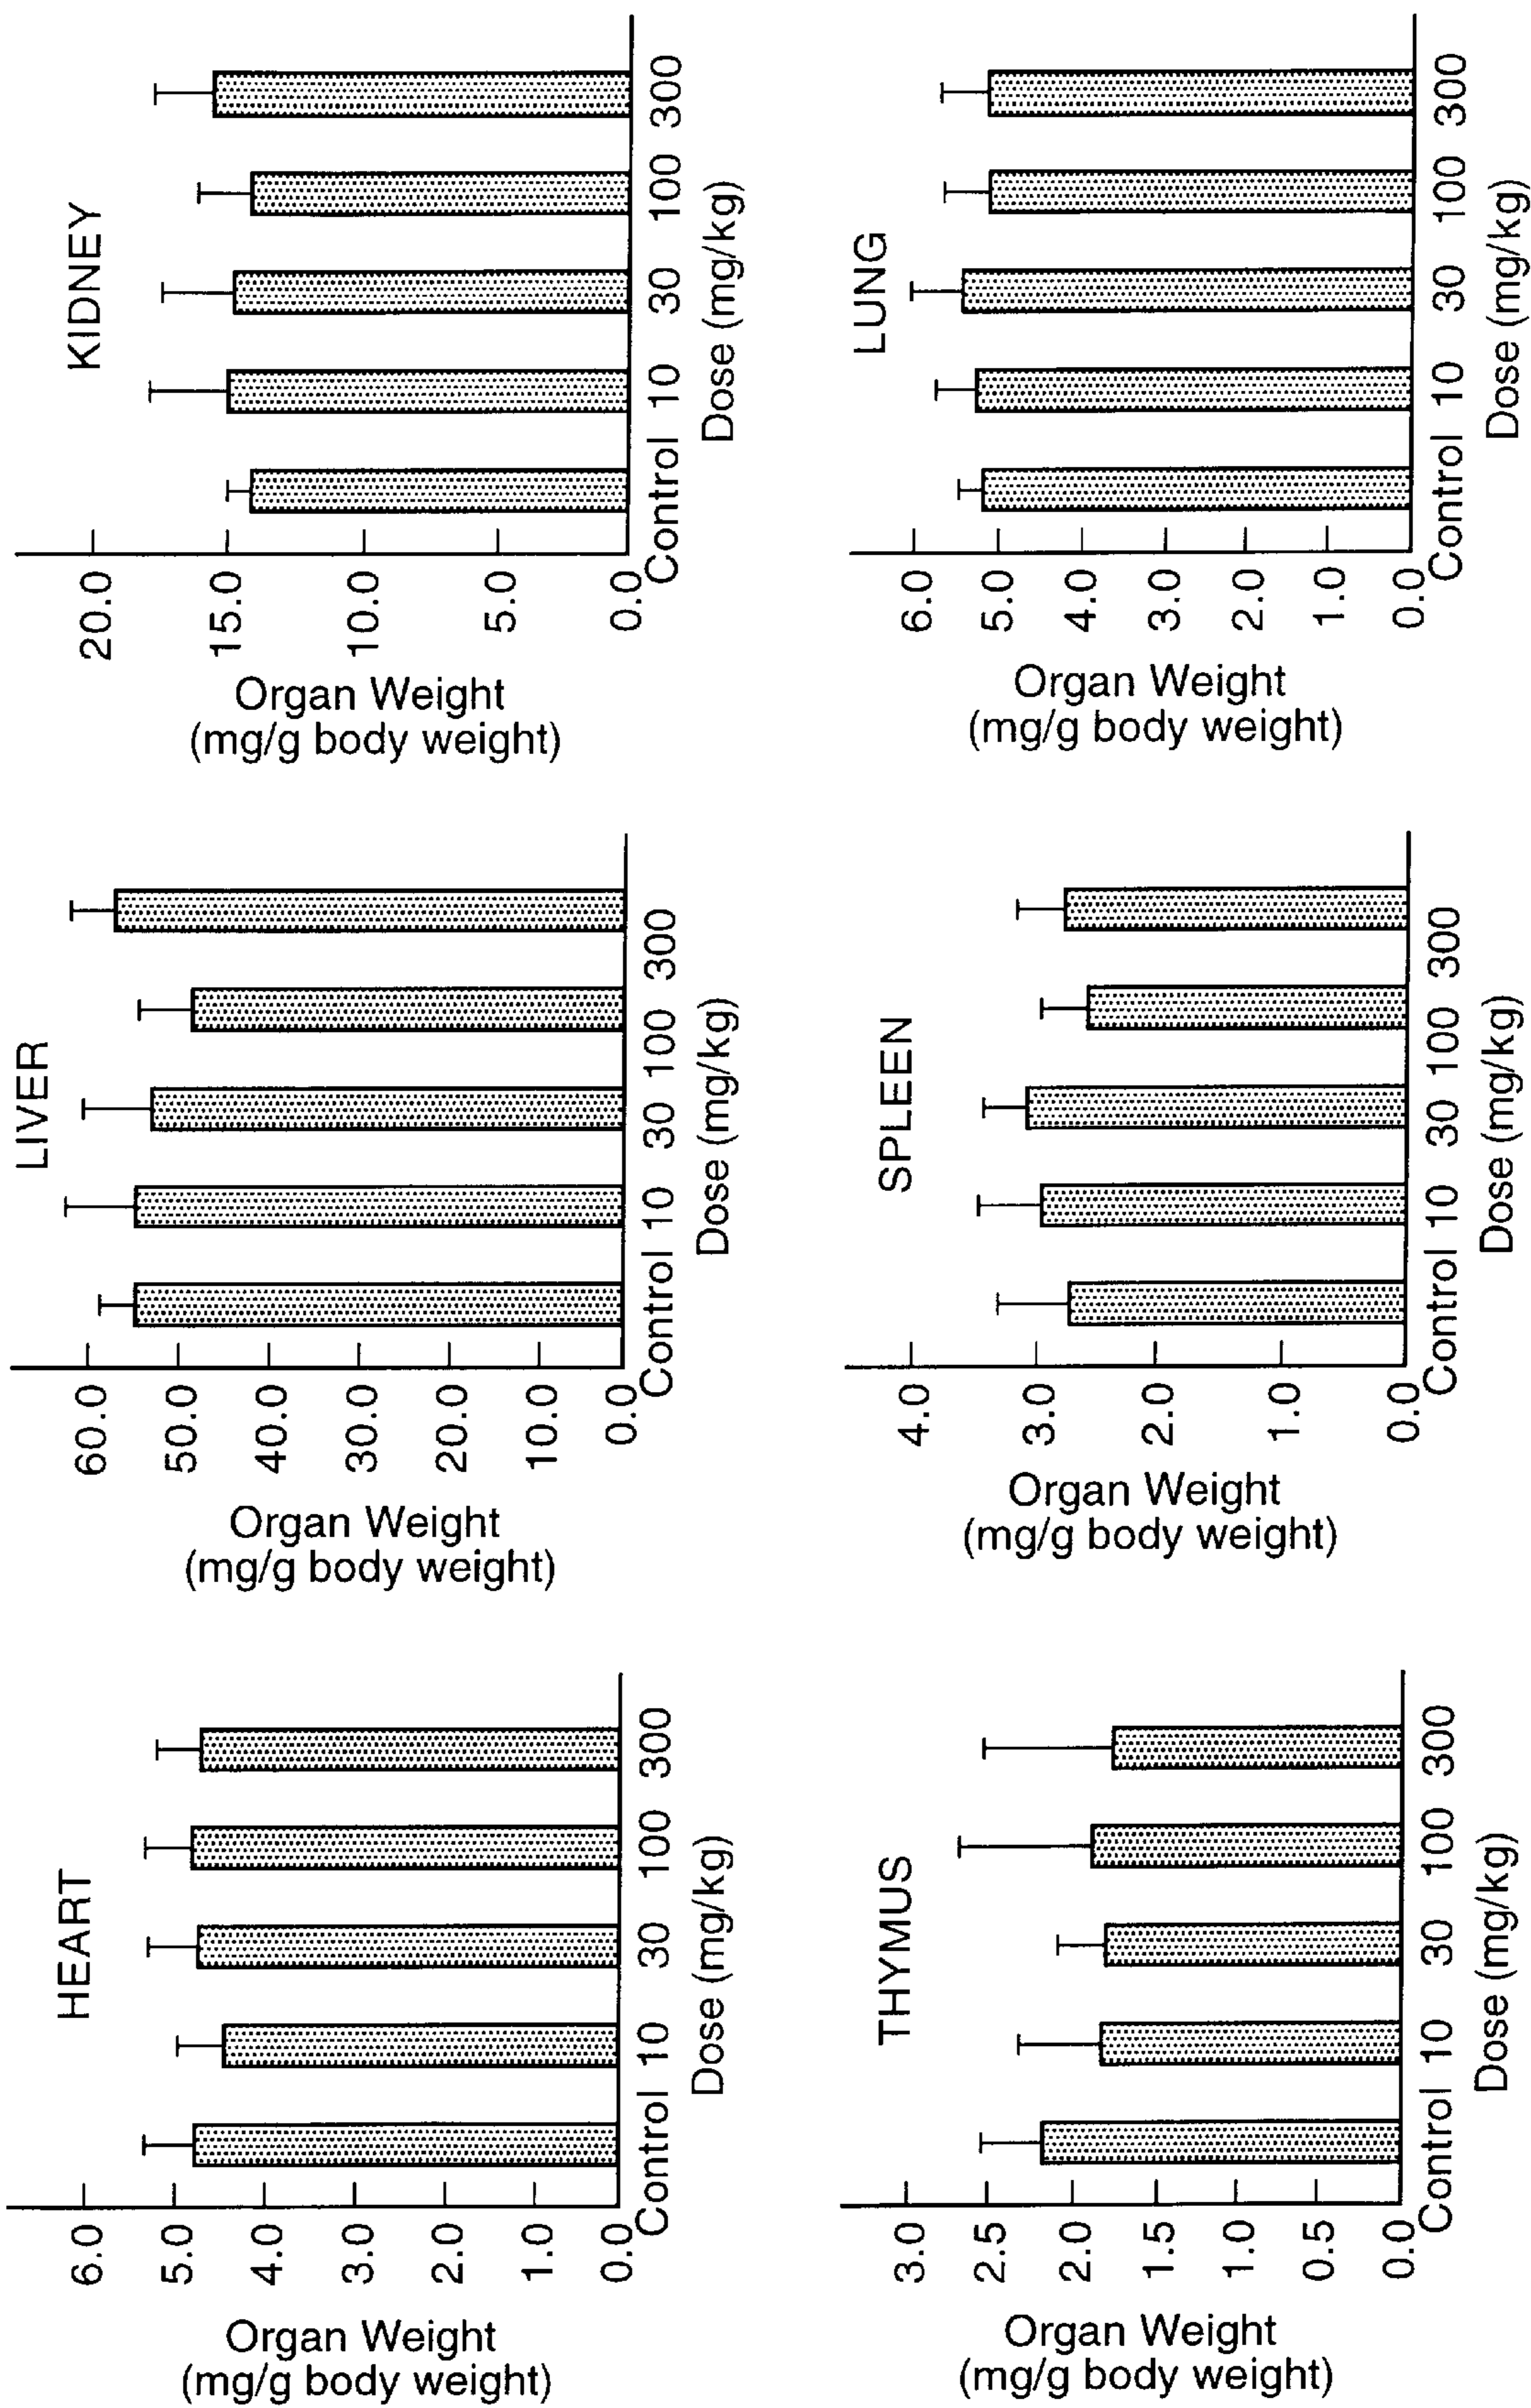 HEART
Organ Weight
(mg/g body weight)
6.0
5.0
4.0
3.0
2.0
1.0
0.0
Control 10 30 100 300
Dose (mg/kg)
LIVER
Organ Weight
(mg/g body weight)
60.0
50.0
40.0
30.0
20.0
10.0
0.0
Control 10 30 100 300
Dose (mg/kg)
KIDNEY
Organ Weight
(mg/g body weight)
20.0
15.0
10.0
5.0
0.0
Control 10 30 100 300
Dose (mg/kg)
THYMUS
Organ Weight
(mg/g body weight)
3.0
2.5
2.0
1.5
1.0
0.5
0.0
Control 10 30 100 300
Dose (mg/kg)
SPLEEN
Organ Weight
(mg/g body weight)
4.0
3.0
2.0
1.0
0.0
Control 10 30 100 300
Dose (mg/kg)
LUNG
Organ Weight
(mg/g body weight)
6.0
5.0
4.0
3.0
2.0
1.0
0.0
Control 10 30 100 300
Dose (mg/kg)